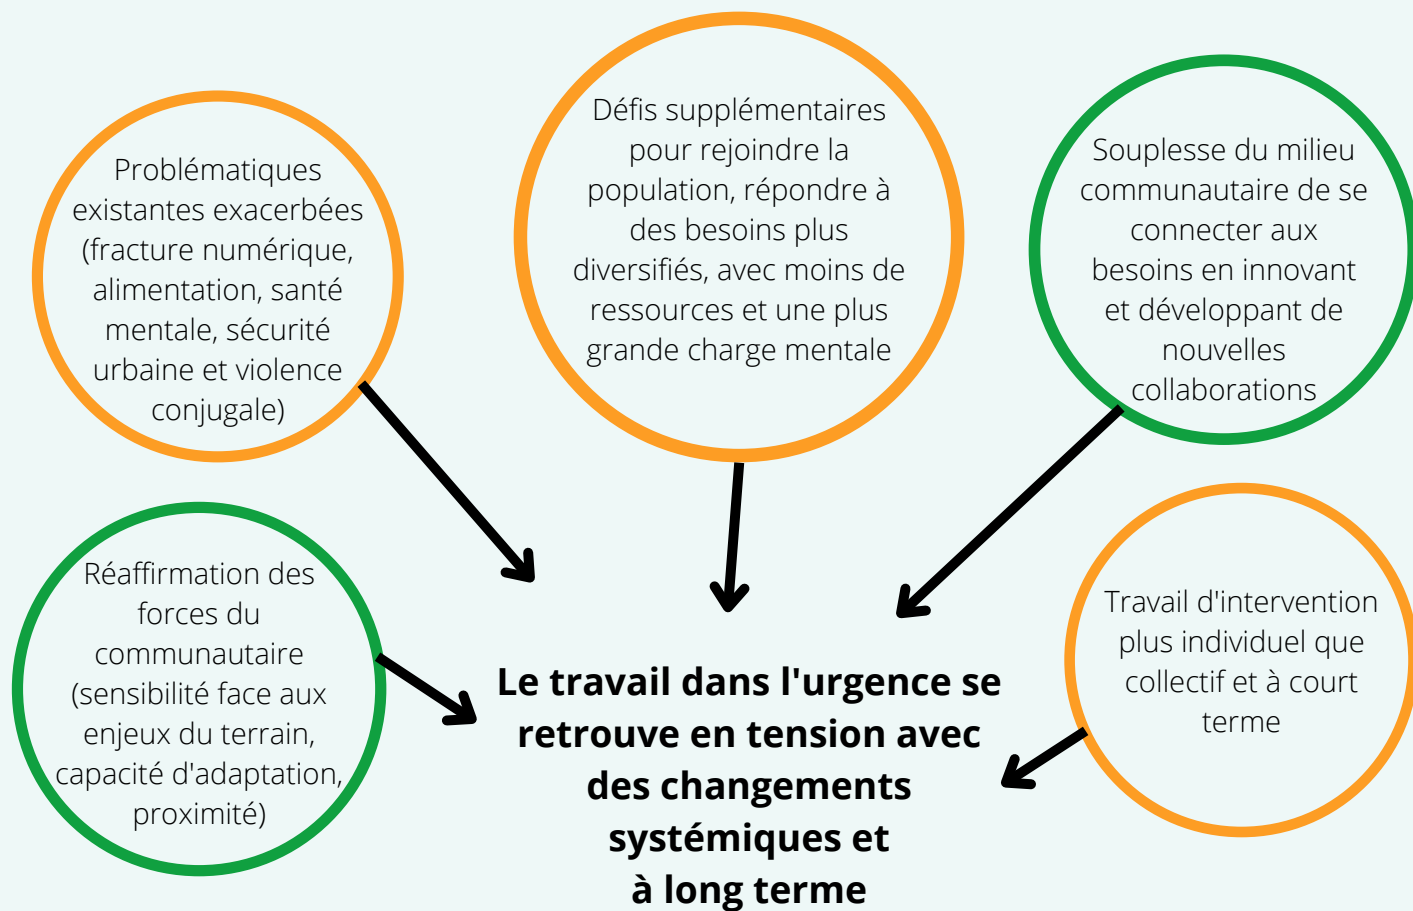 Problématiques
existantes exacerbées
(fracture numérique,
alimentation, santé
mentale, sécurité
urbaine et violence
conjugale)
Défis supplémentaires
pour rejoindre la
population, répondre à
des besoins plus
diversifiés, avec moins de
ressources et une plus
grande charge mentale
Souplesse du milieu
communautaire de se
connecter aux
besoins en innovant
et développant de
nouvelles
collaborations
Réaffirmation des
forces du
communautaire
(sensibilité face aux
enjeux du terrain,
capacité d'adaptation,
proximité)
Travail d'intervention
plus individuel que
collectif et à court
terme
Le travail dans l'urgence se
retrouve en tension avec
des changements
systémiques et
à long terme